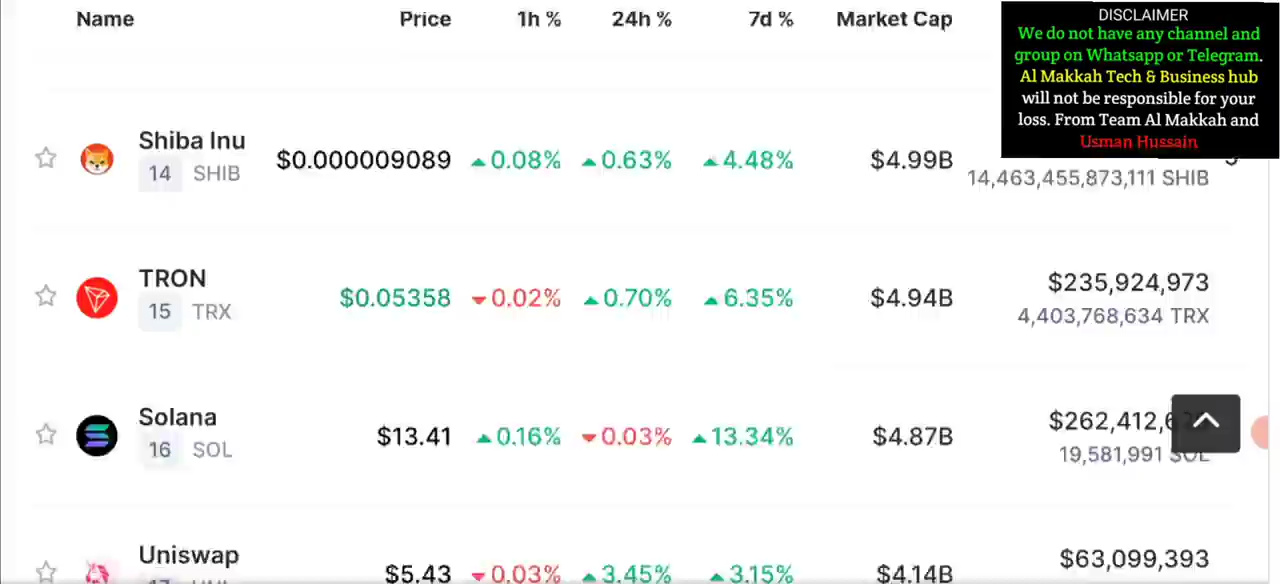 Name Price 1h % 24h % 7d % Market Cap
DISCLAIMER
We do not have any channel and
group on Whatsapp or Telegram.
Al Makkah Tech & Business hub
will not be responsible for your
loss. From Team Al Makkah and
Usman Hussain
Shiba Inu
14 SHIB
$0.000009089 0.08% 0.63% 4.48% $4.99B
14,463,455,873,111 SHIB
TRON
15 TRX
$0.05358 0.02% 0.70% 6.35% $4.94B
$235,924,973
4,403,768,634 TRX
Solana
16 SOL
$13.41 0.16% 0.03% 13.34% $4.87B
19,581,991 SOL
Uniswap
$5.43 0.03% 3.45% 3.15% $4.14B
$63,099,393